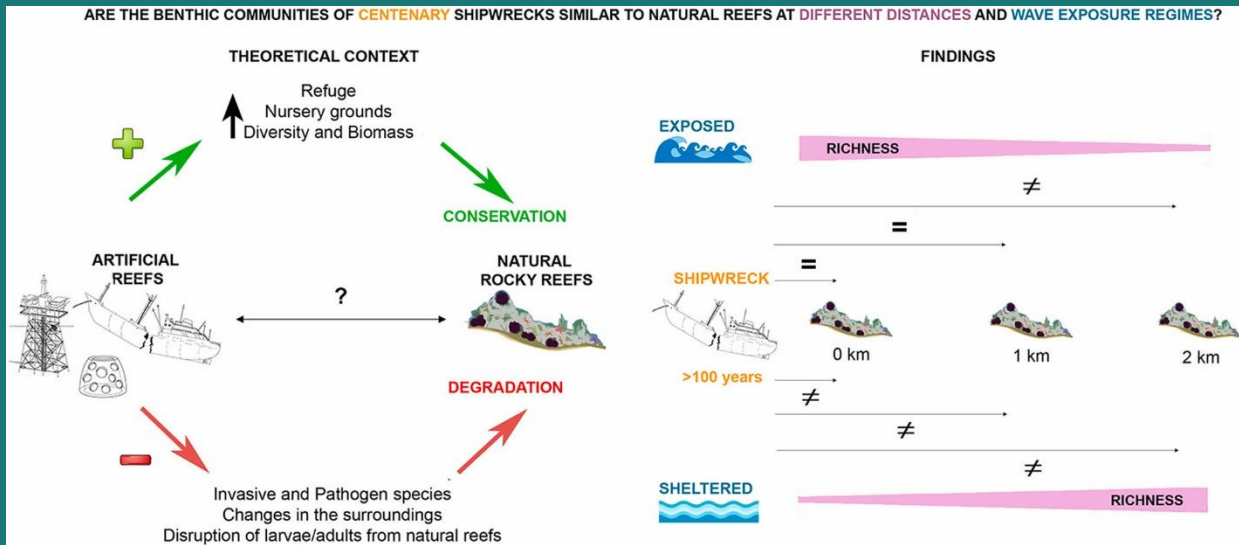 ARE THE BENTHIC COMMUNITIES OF CENTENARY SHIPWRECKS SIMILAR TO NATURAL REEFS AT DIFFERENT DISTANCES AND WAVE EXPOSURE REGIMES?
THEORETICAL CONTEXT
Refuge
Nursery grounds
Diversity and Biomass
CONSERVATION
ARTIFICIAL
REEFS
?
NATURAL
ROCKY REEFS
DEGRADATION
Invasive and Pathogen species
Changes in the surroundings
Disruption of larvae/adults from natural reefs
FINDINGS
EXPOSED
RICHNESS
≠
=
=
SHIPWRECK
0 km
1 km
2 km
>100 years
≠
≠
≠
SHELTERED
RICHNESS